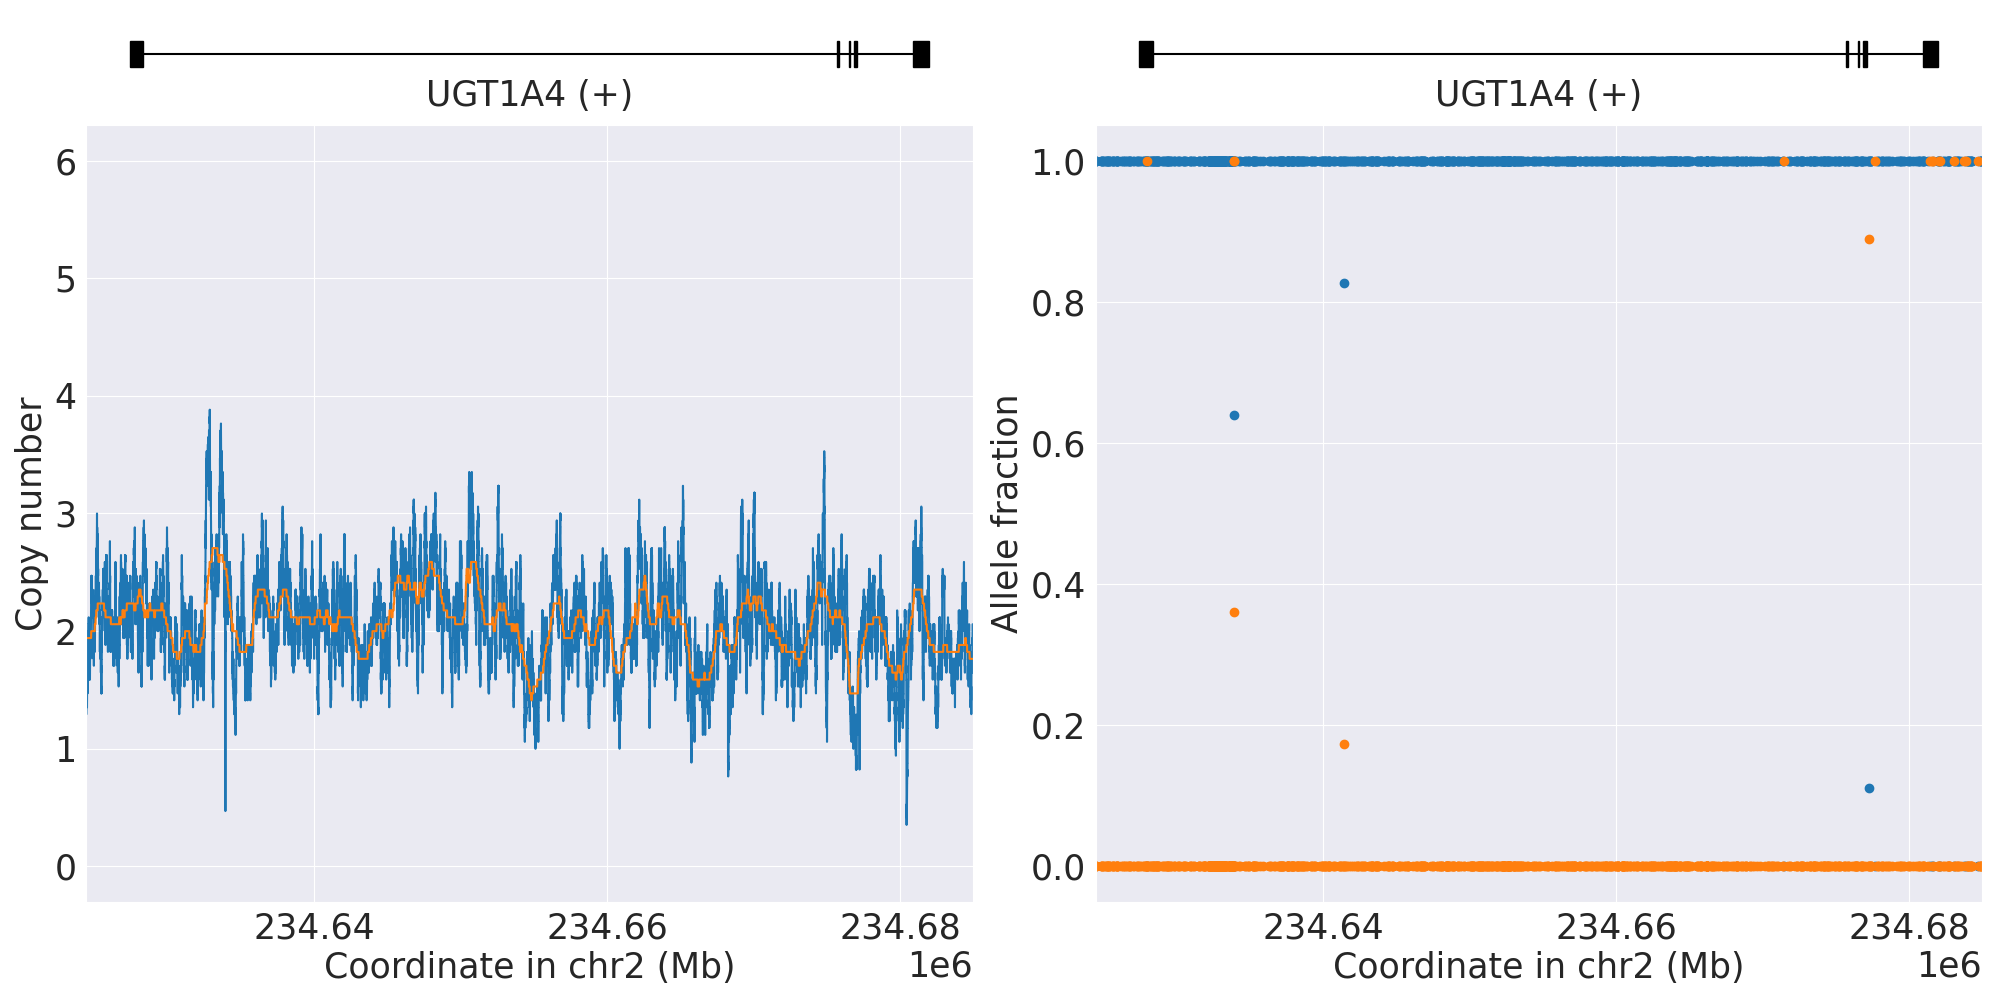 UGT1A4 (+)
Copy number
6
5
4
3
2
1
0
234.64
234.66
234.68
1e6
Coordinate in chr2 (Mb)
UGT1A4 (+)
Allele fraction
1.0
0.8
0.6
0.4
0.2
0.0
234.64
234.66
234.68
1e6
Coordinate in chr2 (Mb)